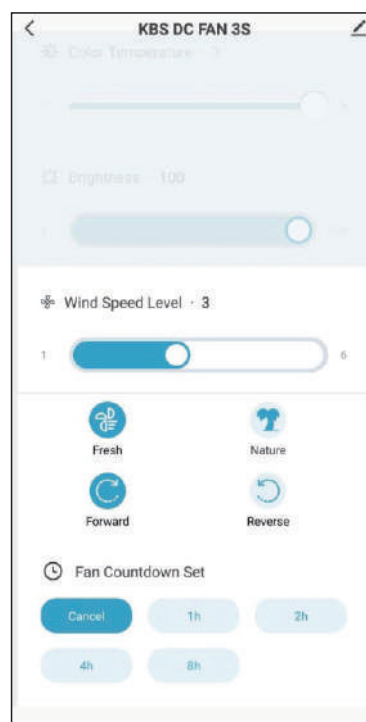 KBS DC FAN 3S
Color Temperature · 3
Brightness · 100
Wind Speed Level · 3
1 6
Fresh Nature
Forward Reverse
Fan Countdown Set
Cancel 1h 2h
4h 8h